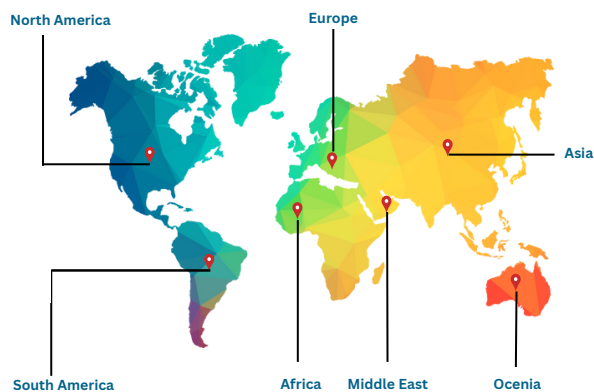 North America
Europe
Asia
South America
Africa
Middle East
Ocenia